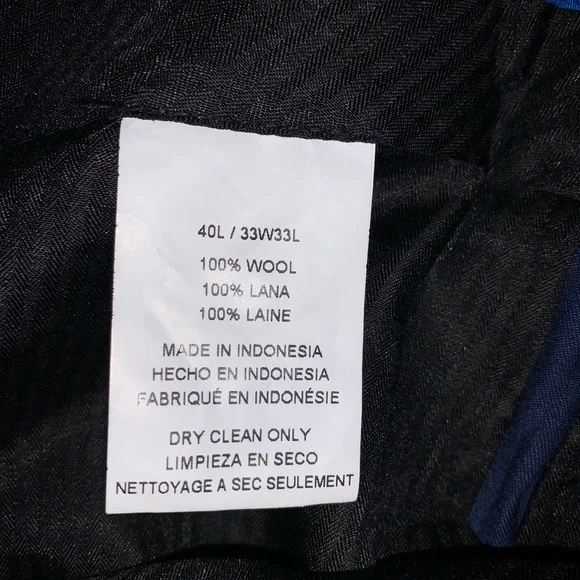 40L / 33W33L
100% WOOL
100% LANA
100% LAINE
MADE IN INDONESIA
HECHO EN INDONESIA
FABRIQUÉ EN INDONÉSIE
DRY CLEAN ONLY
LIMPIEZA EN SECO
NETTOYAGE A SEC SEULEMENT